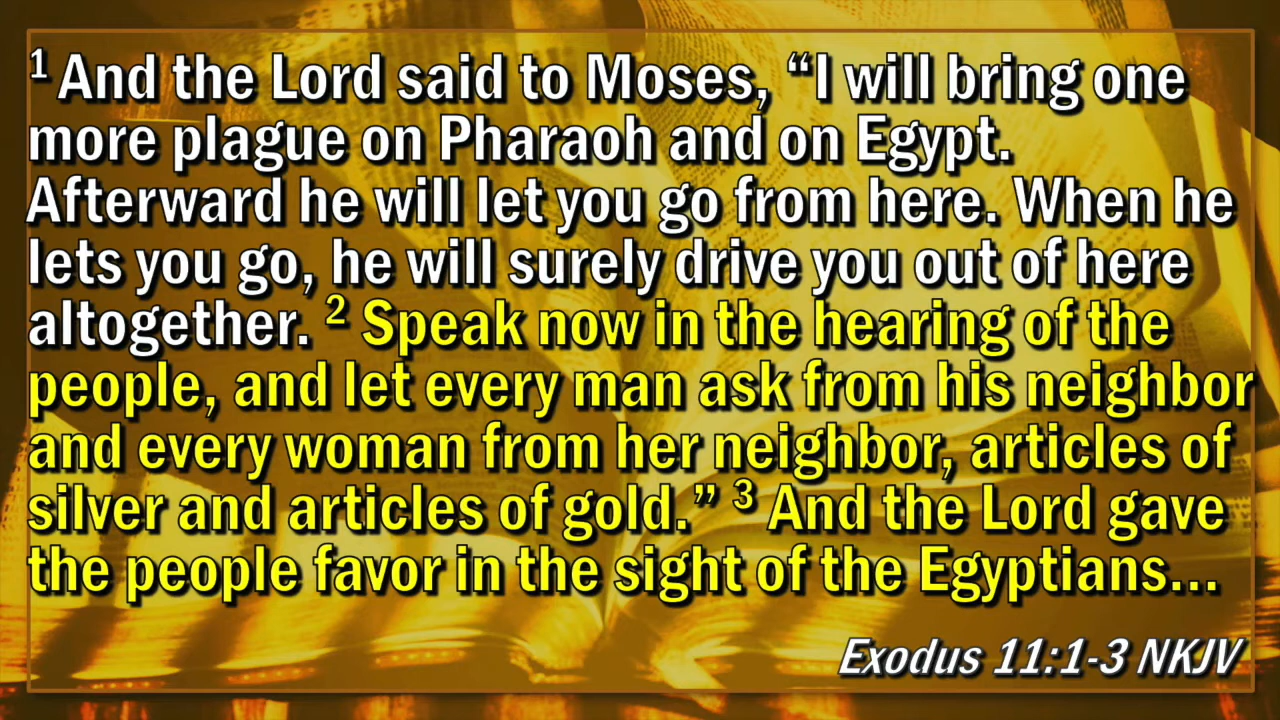 1 And the Lord said to Moses, “I will bring one
more plague on Pharaoh and on Egypt.
Afterward he will let you go from here. When he
lets you go, he will surely drive you out of here
altogether. 2 Speak now in the hearing of the
people, and let every man ask from his neighbor
and every woman from her neighbor, articles of
silver and articles of gold.” 3 And the Lord gave
the people favor in the sight of the Egyptians...
Exodus 11:1-3 NKJV